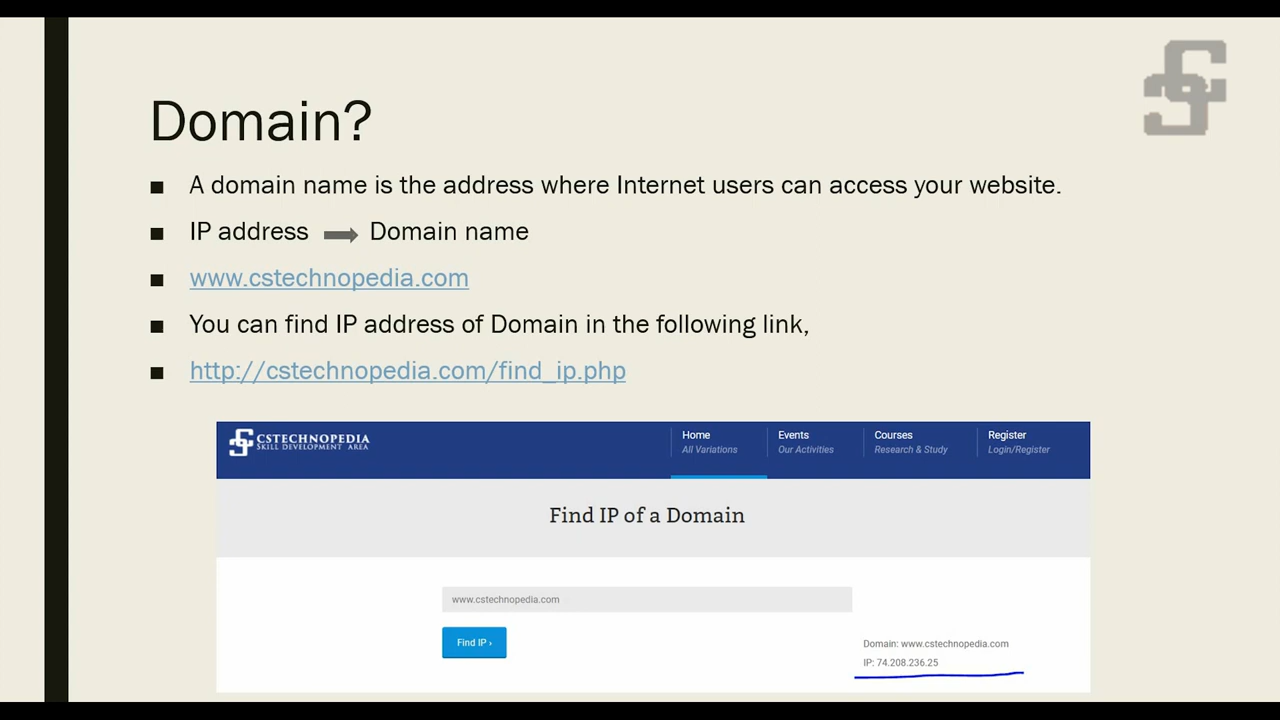 Domain?
A domain name is the address where Internet users can access your website.
IP address Domain name
www.cstechnopedia.com
You can find IP address of Domain in the following link,
http://cstechnopedia.com/find_ip.php
CSTECHNOPEDIA
SKILL DEVELOPMENT AREA
Home
All Variations
Events
Our Activities
Courses
Research & Study
Register
Login/Register
Find IP of a Domain
www.cstechnopedia.com
Find IP ›
Domain: www.cstechnopedia.com
IP: 74.208.236.25